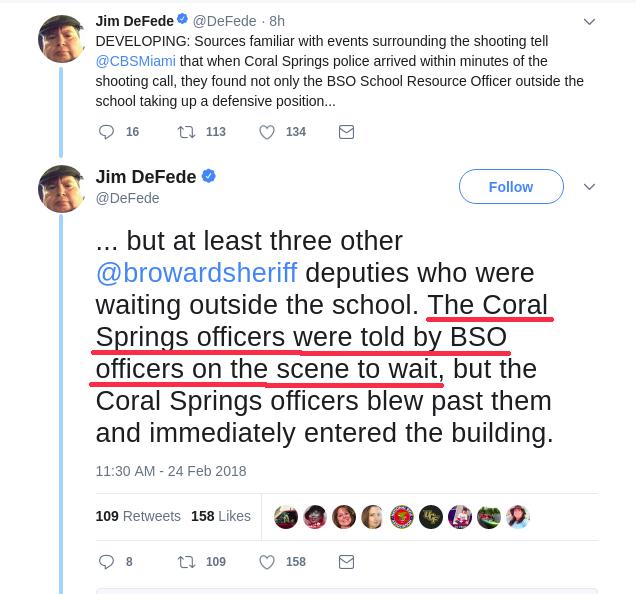 Jim DeFede @DeFede · 8h
DEVELOPING: Sources familiar with events surrounding the shooting tell
@CBSMiami that when Coral Springs police arrived within minutes of the
shooting call, they found not only the BSO School Resource Officer outside the
school taking up a defensive position...
16 113 134
Jim DeFede
@DeFede
Follow
... but at least three other
@browardsheriff deputies who were
waiting outside the school. The Coral
Springs officers were told by BSO
officers on the scene to wait, but the
Coral Springs officers blew past them
and immediately entered the building.
11:30 AM - 24 Feb 2018
109 Retweets 158 Likes
8 109 158